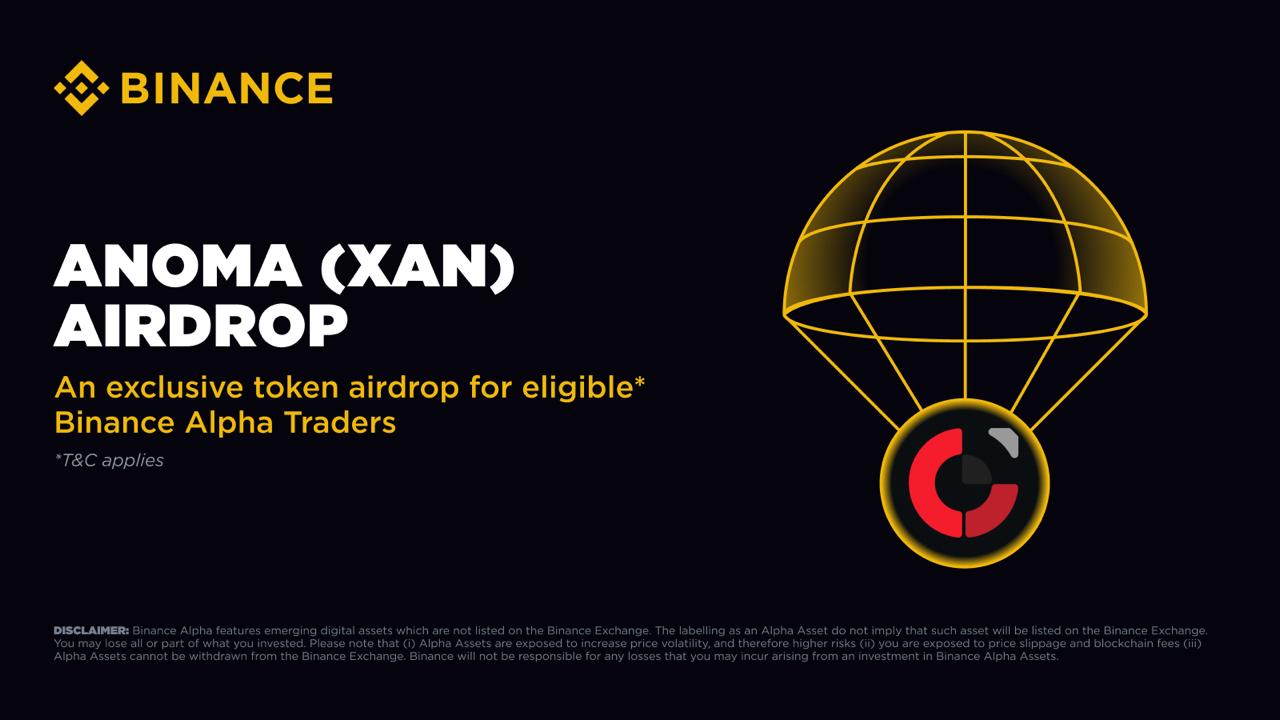 BINANCE
ANOMA (XAN)
AIRDROP
An exclusive token airdrop for eligible*
Binance Alpha Traders
*T&C applies
DISCLAIMER: Binance Alpha features emerging digital assets which are not listed on the Binance Exchange. The labelling as an Alpha Asset do not imply that such asset will be listed on the Binance Exchange.
You may lose all or part of what you invested. Please note that (i) Alpha Assets are exposed to increase price volatility, and therefore higher risks (ii) you are exposed to price slippage and blockchain fees (iii)
Alpha Assets cannot be withdrawn from the Binance Exchange. Binance will not be responsible for any losses that you may incur arising from an investment in Binance Alpha Assets.